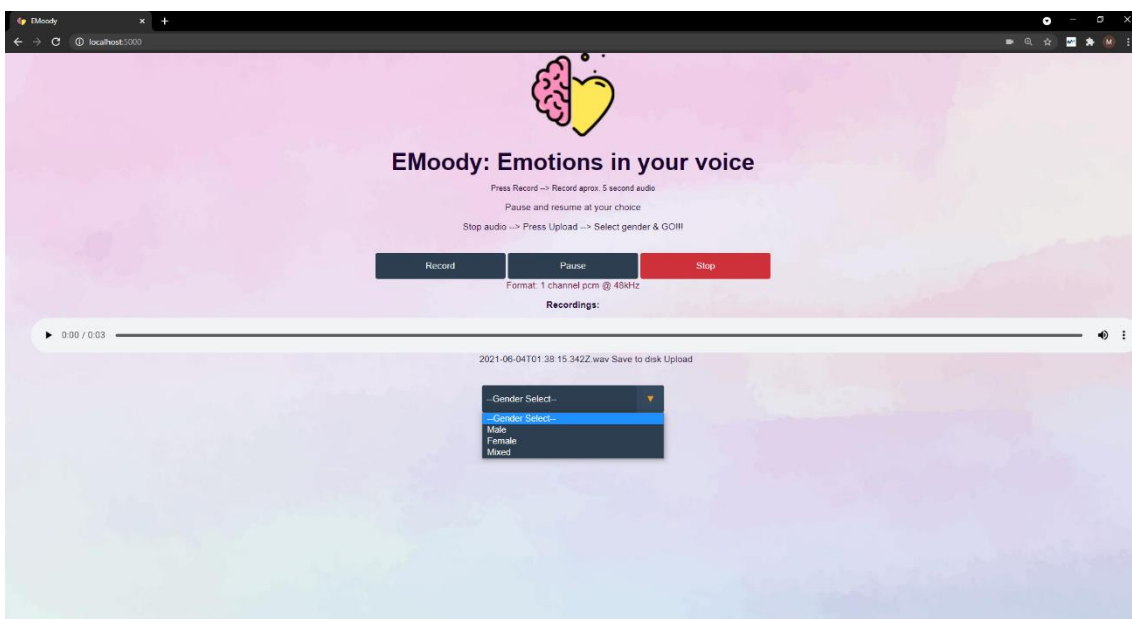 EMoody
localhost:5000
M
EMoody: Emotions in your voice
Press Record --> Record aprox. 5 second audio
Pause and resume at your choice
Stop audio --> Press Upload --> Select gender & GO!!!
Record Pause Stop
Format: 1 channel pcm @ 48kHz
Recordings:
0:00 / 0:03
2021-06-04T01:38:15.342Z.wav Save to disk Upload
--Gender Select--
--Gender Select--
Male
Female
Mixed